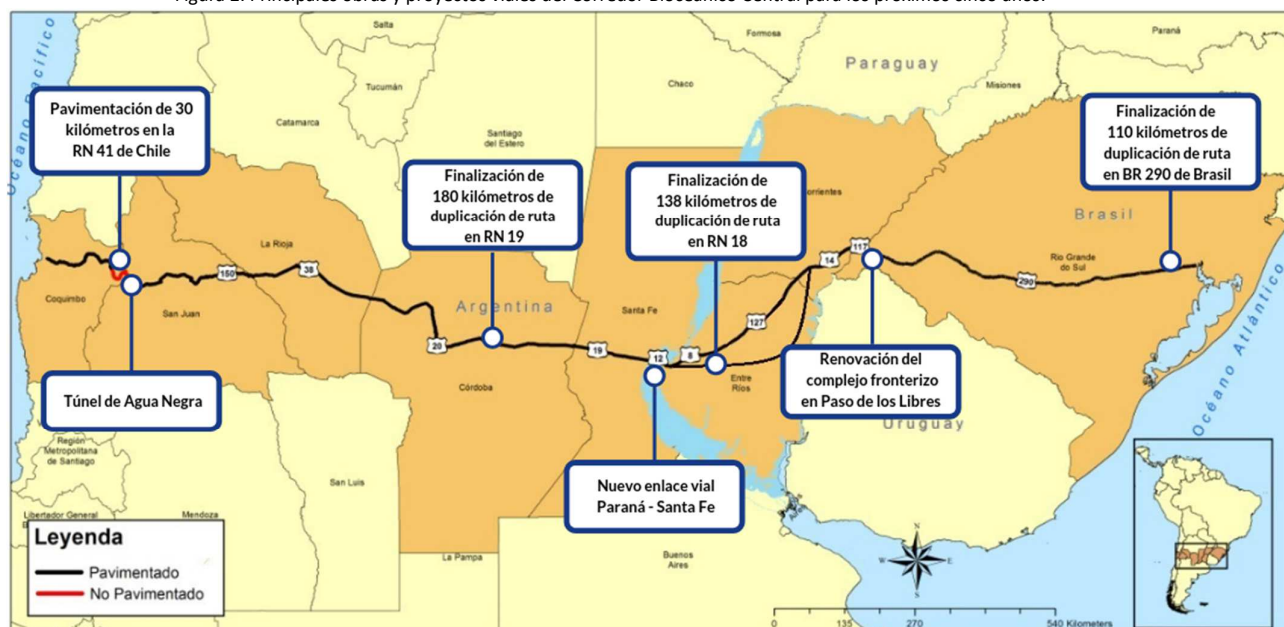 Océano Pacífico
Salta
Formosa
Paraná
Tucumán
Paraguay
Chaco
Misiones
Catamarca
Santiago
del Estero
Pavimentación de 30
kilómetros en la
RN 41 de Chile
Finalización de
180 kilómetros de
duplicación de ruta
en RN 19
Finalización de
138 kilómetros de
duplicación de ruta
en RN 18
Finalización de
110 kilómetros de
duplicación de ruta
en BR 290 de Brasil
Brasil
La Rioja
Rio Grande
do Sul
Coquimbo
San Juan
Argentina
Santa Fe
150
38
20
19
12
8
127
14
117
290
Túnel de Agua Negra
Córdoba
Entre
Ríos
Renovación del
complejo fronterizo
en Paso de los Libres
Uruguay
Océano Atlántico
Región
Metropolitana
de Santiago
San Luis
Nuevo enlace vial
Paraná - Santa Fe
Libertador General
Mendoza
La Pampa
Buenos
Aires
Leyenda
Pavimentado
No Pavimentado
N
W
E
S
0
135
270
540 Kilometers